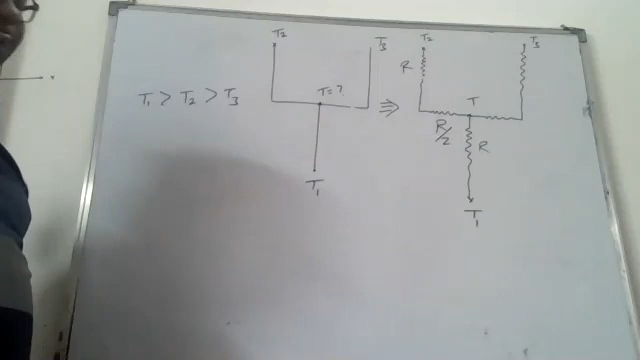 T₁ > T₂ > T₃
T₂
T₃
T=?
T₁
⇒
T₂
T₃
R
T
R/2
R
T₁